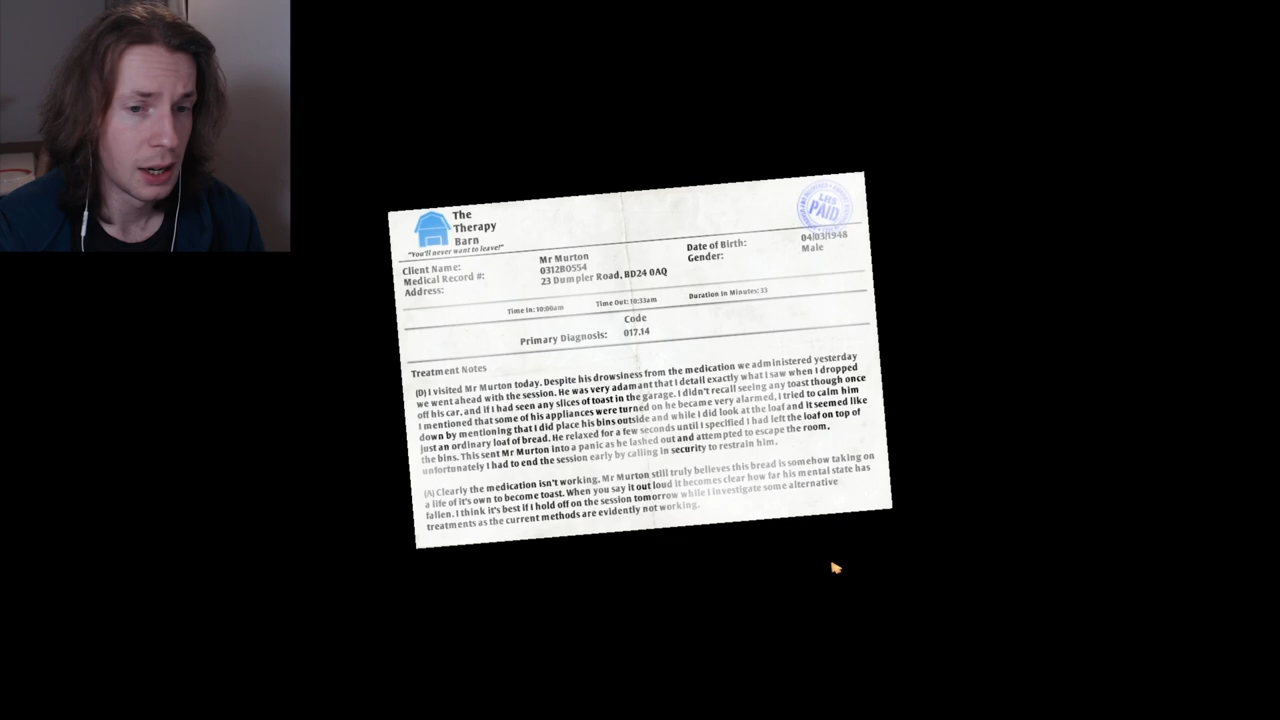 The
Therapy
Barn
"You'll never want to leave!"
LHS
PAID
Client Name: Mr Murton Date of Birth: 04/03/1948
Medical Record #: 0312B0554 Gender: Male
Address: 23 Dumpler Road, BD24 0AQ
Time In: 10:00am Time Out: 10:33am Duration in Minutes: 33
Code
Primary Diagnosis: 017.14
Treatment Notes
(D) I visited Mr Murton today. Despite his drowsiness from the medication we administered yesterday
we went ahead with the session. He was very adamant that I detail exactly what I saw when I dropped
off his car, and if I had seen any slices of toast in the garage. I didn't recall seeing any toast though once
I mentioned that some of his appliances were turned on he became very alarmed, I tried to calm him
down by mentioning that I did place his bins outside and while I did look at the loaf and it seemed like
just an ordinary loaf of bread. He relaxed for a few seconds until I specified I had left the loaf on top of
the bins. This sent Mr Murton into a panic as he lashed out and attempted to escape the room,
unfortunately I had to end the session early by calling in security to restrain him.
(A) Clearly the medication isn't working, Mr Murton still truly believes this bread is somehow taking on
a life of it's own to become toast. When you say it out loud it becomes clear how far his mental state has
fallen. I think it's best if I hold off on the session tomorrow while I investigate some alternative
treatments as the current methods are evidently not working.